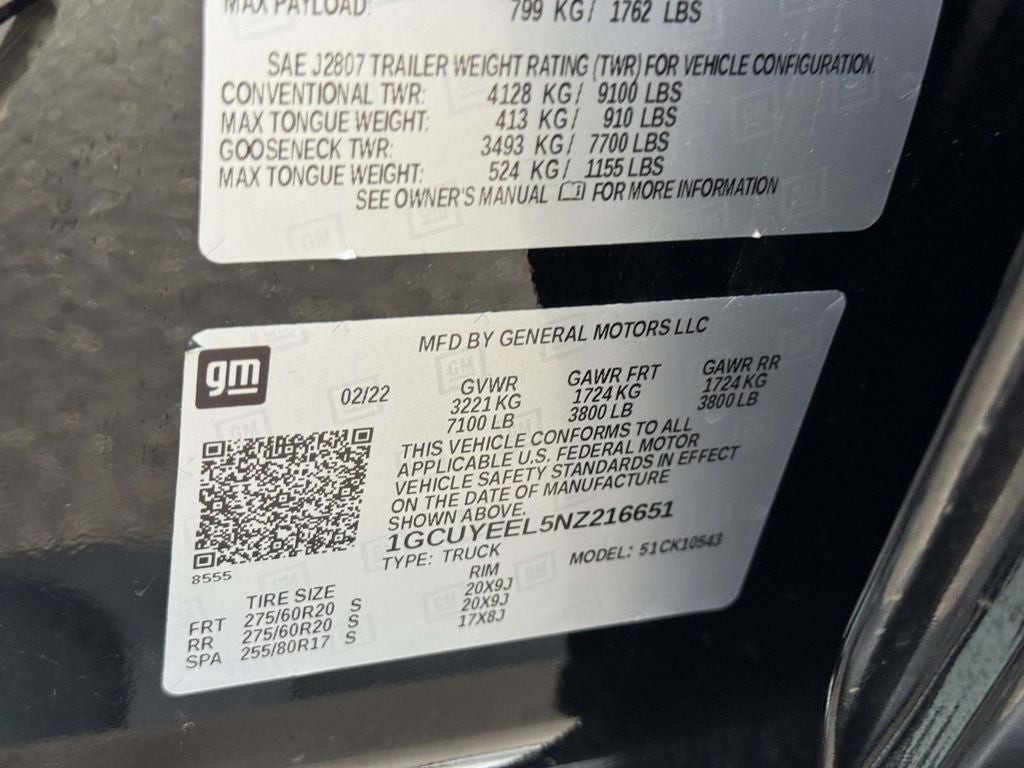 MAX PAYLOAD: 799 KG/ 1762 LBS
SAE J2807 TRAILER WEIGHT RATING (TWR) FOR VEHICLE CONFIGURATION.
CONVENTIONAL TWR: 4128 KG/ 9100 LBS
MAX TONGUE WEIGHT: 413 KG/ 910 LBS
GOOSENECK TWR: 3493 KG/ 7700 LBS
MAX TONGUE WEIGHT: 524 KG/ 1155 LBS
SEE OWNER'S MANUAL FOR MORE INFORMATION
MFD BY GENERAL MOTORS LLC
gm
02/22
GVWR GAWR FRT GAWR RR
3221 KG 1724 KG 1724 KG
7100 LB 3800 LB 3800 LB
THIS VEHICLE CONFORMS TO ALL
APPLICABLE U.S. FEDERAL MOTOR
VEHICLE SAFETY STANDARDS IN EFFECT
ON THE DATE OF MANUFACTURE
SHOWN ABOVE.
1GCUYEEL5NZ216651
TYPE: TRUCK MODEL: 51CK10543
8555
TIRE SIZE RIM
FRT 275/60R20 S 20X9J
RR 275/60R20 S 20X9J
SPA 255/80R17 S 17X8J